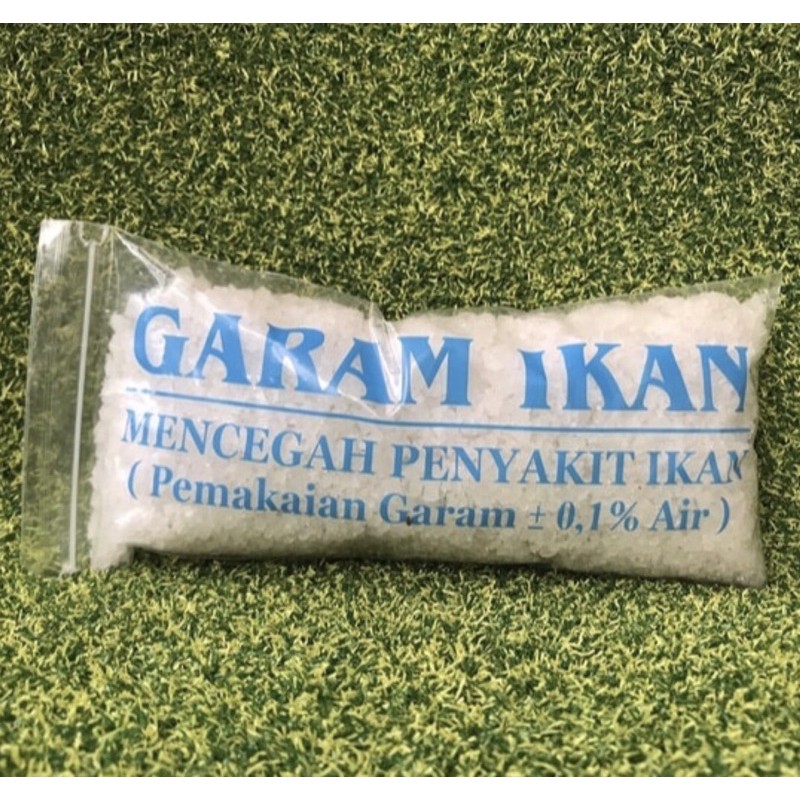 GARAM IKAN
MENCEGAH PENYAKIT IKAN
( Pemakaian Garam ± 0,1% Air )